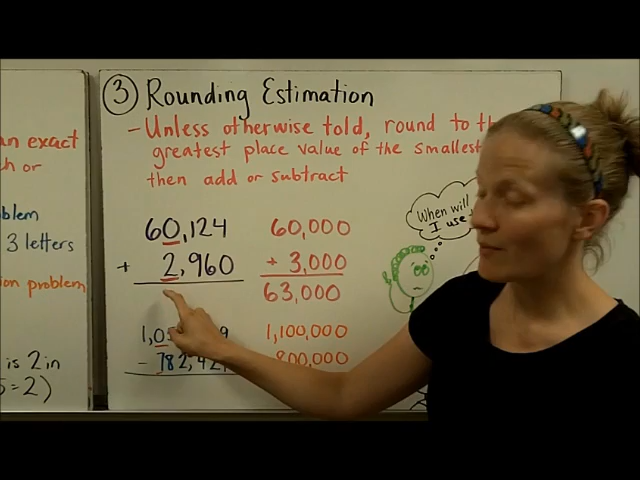 an exact
ch or
blem
3 letters
ion problem
is 2 in
5 = 2)
③ Rounding Estimation
- Unless otherwise told, round to
greatest place value of the smallest
then add or subtract
60,124
+ 2,960
60,000
+ 3,000
63,000
1,100,000
800,000
When will
I use